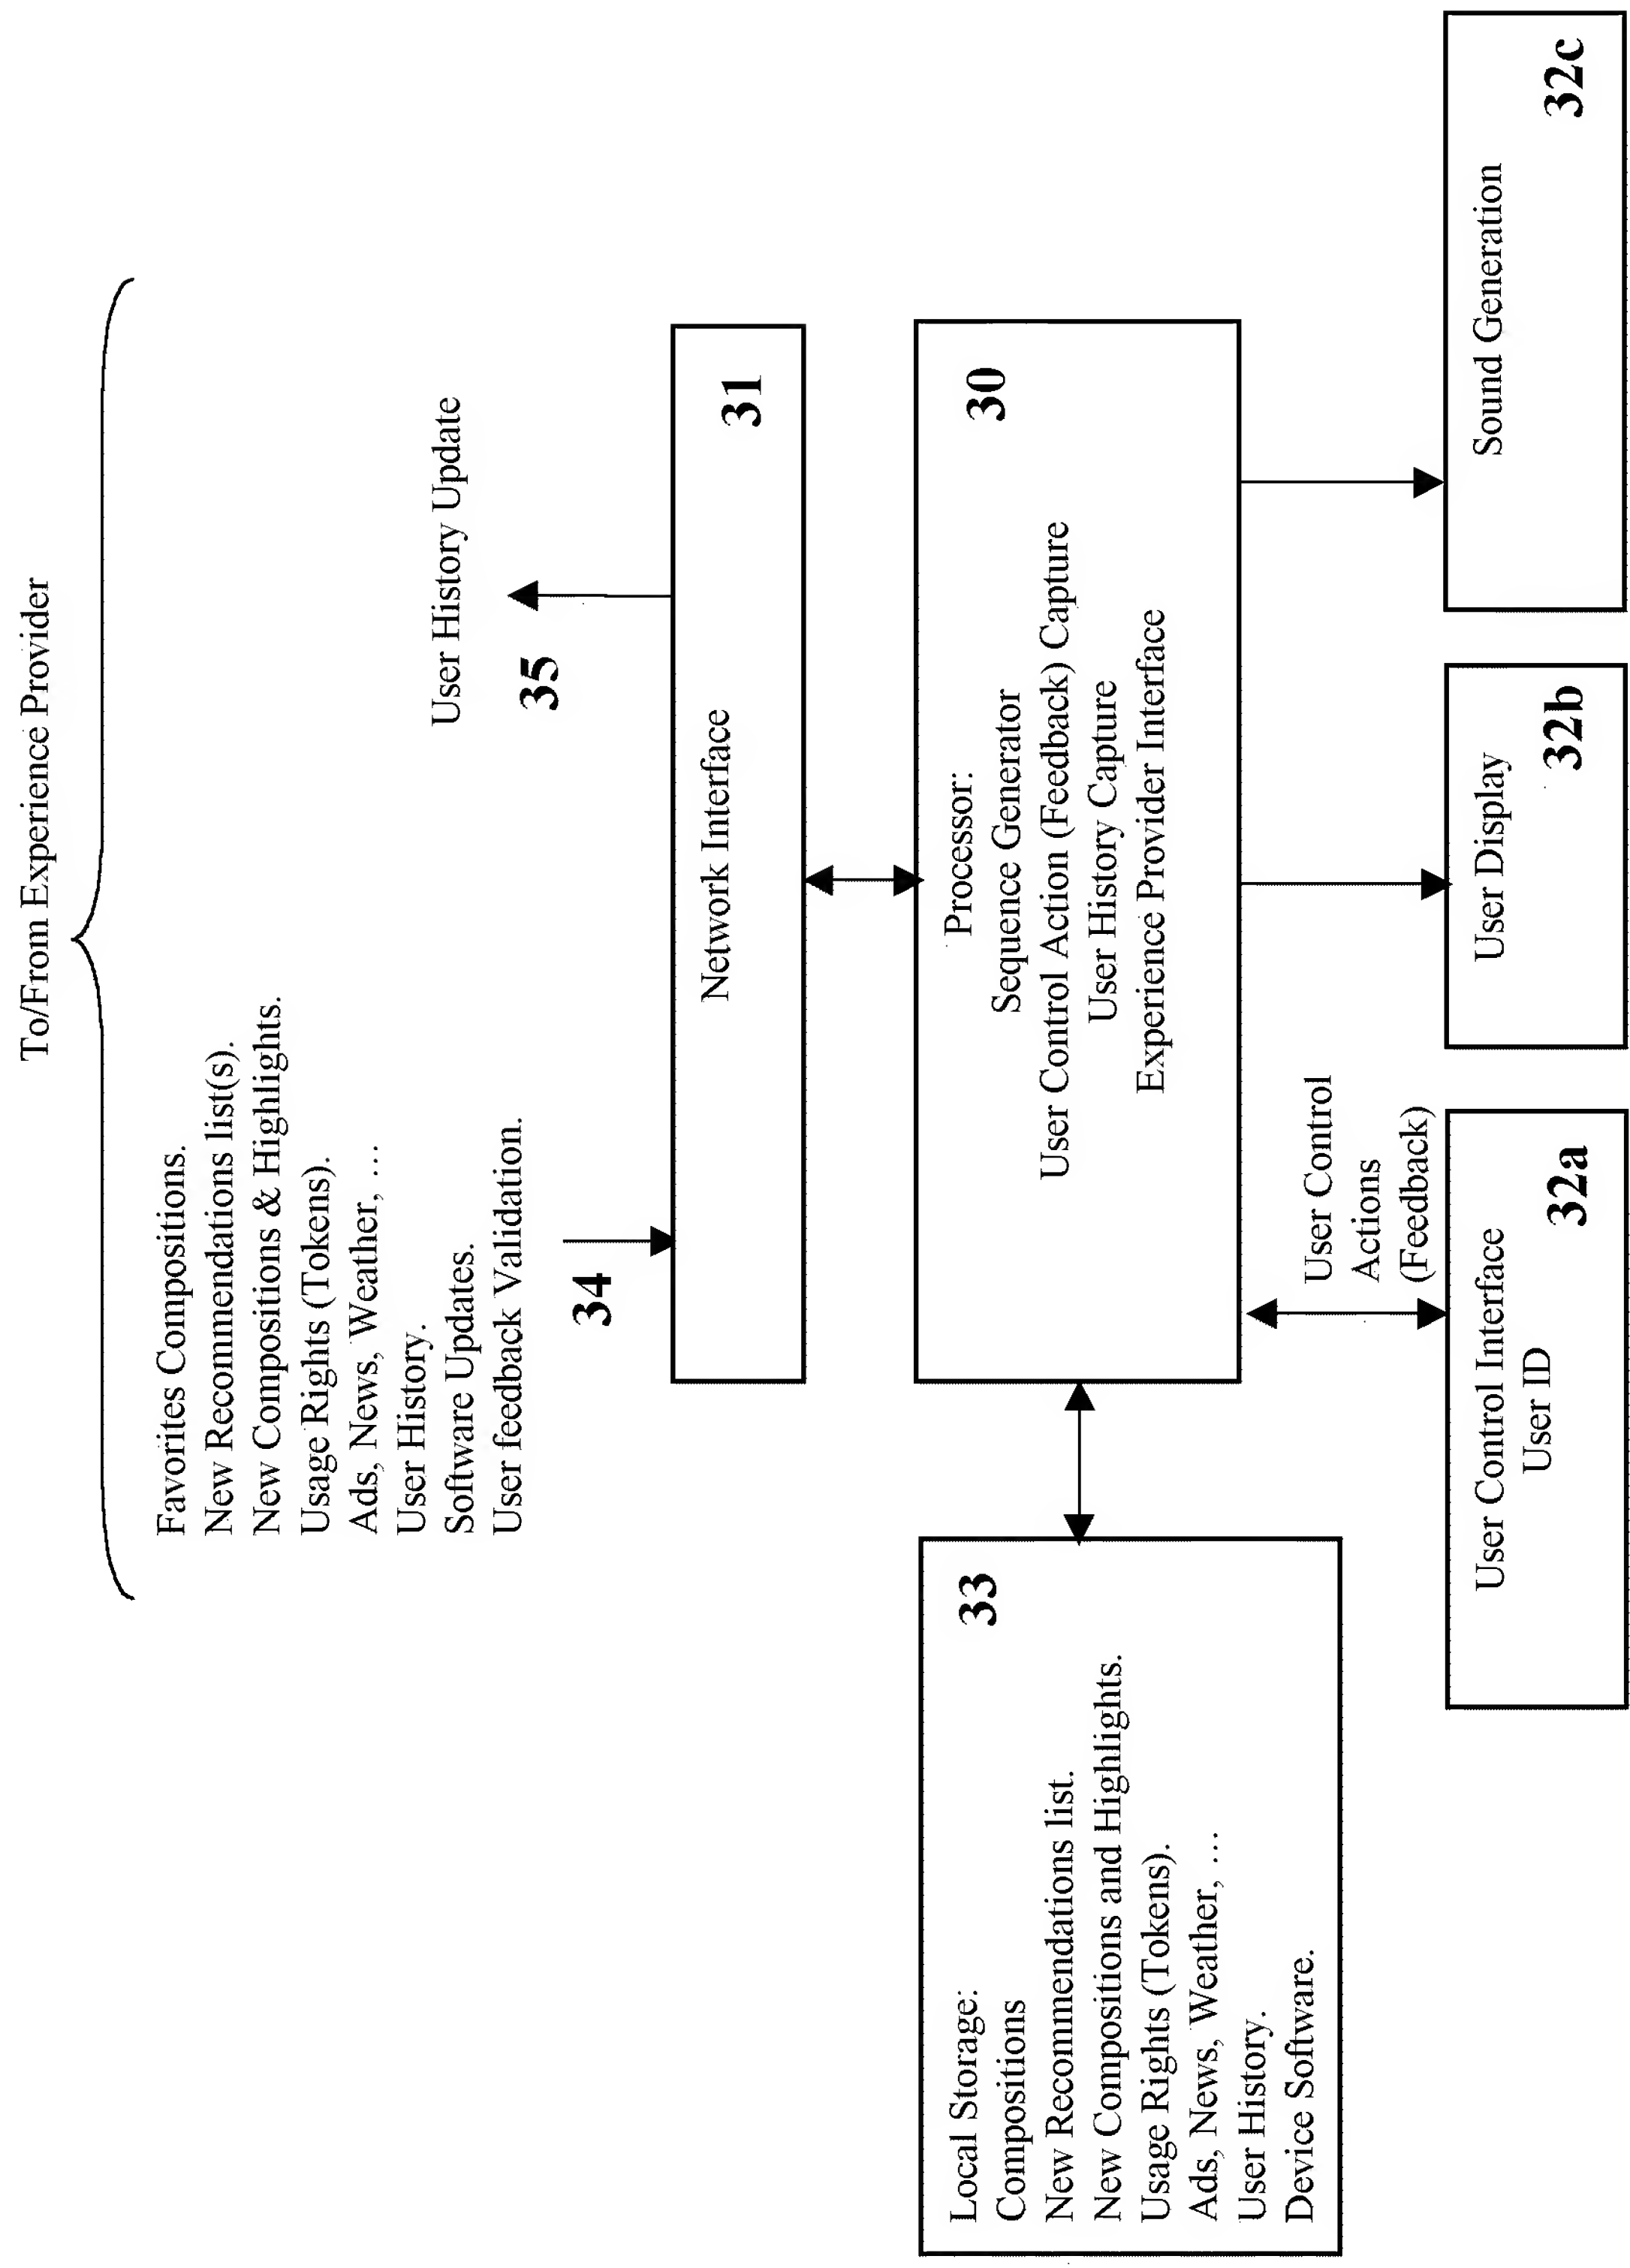 To/From Experience Provider
Favorites Compositions.
New Recommendations list(s).
New Compositions & Highlights.
Usage Rights (Tokens).
Ads, News, Weather, …
User History.
Software Updates.
User feedback Validation.
34
User History Update
35
Network Interface
31
Processor:
30
Sequence Generator
User Control Action (Feedback) Capture
User History Capture
Experience Provider Interface
Local Storage:
33
Compositions
New Recommendations list.
New Compositions and Highlights.
Usage Rights (Tokens).
Ads, News, Weather, …
User History.
Device Software.
User Control
Actions
(Feedback)
User Control Interface
User ID
32a
User Display
32b
Sound Generation
32c